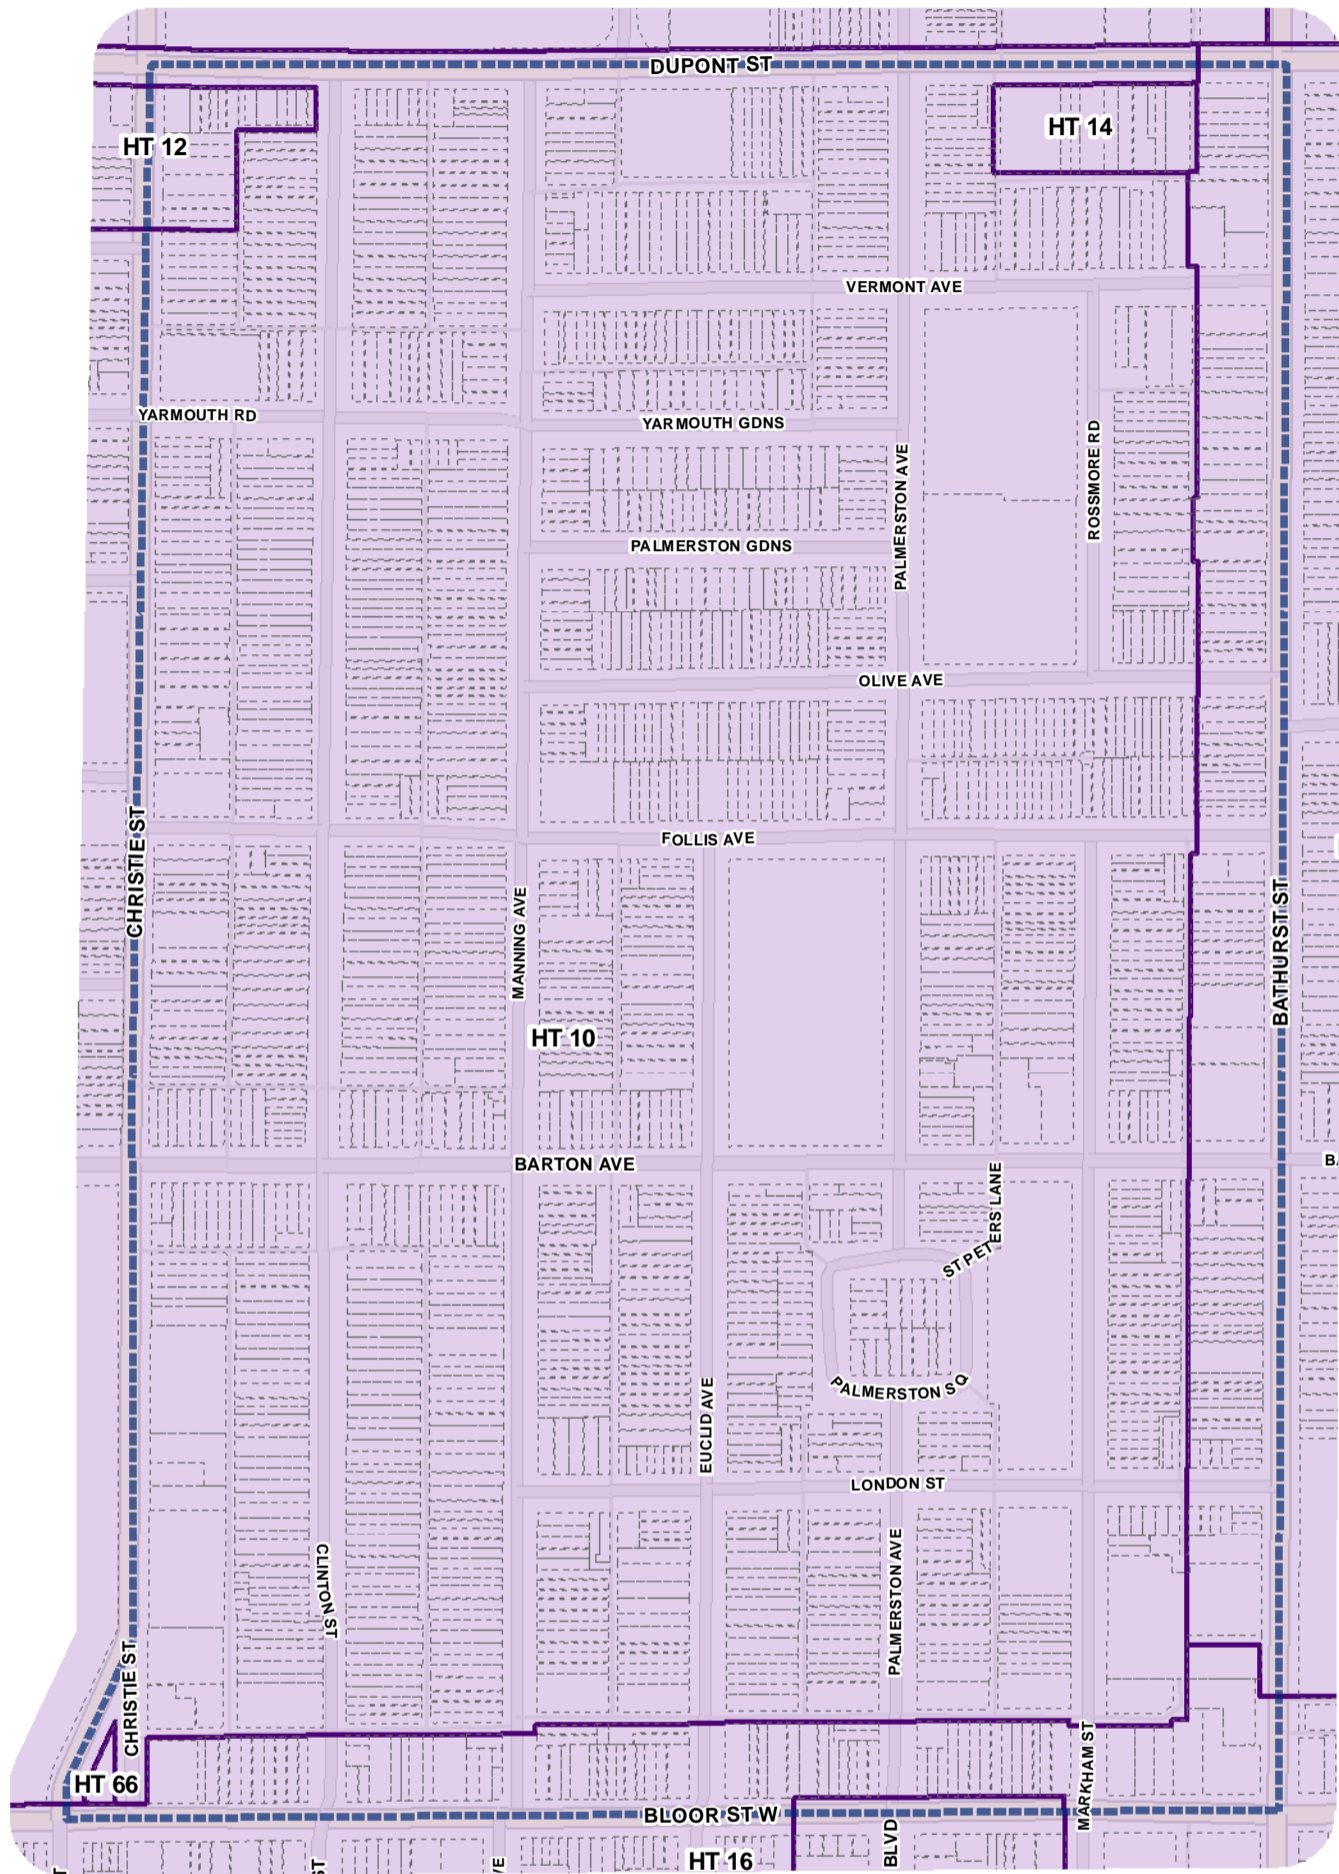 DUPONT ST
HT 12
HT 14
VERMONT AVE
YARMOUTH RD
YARMOUTH GDNS
PALMERSTON AVE
ROSSMORE RD
PALMERSTON GDNS
OLIVE AVE
FOLLIS AVE
CHRISTIE ST
MANNING AVE
BATHURST ST
HT 10
BARTON AVE
ST PETERS LANE
PALMERSTON SQ
EUCLID AVE
LONDON ST
CLINTON ST
PALMERSTON AVE
CHRISTIE ST
MARKHAM ST
HT 66
BLOOR ST W
BLVD
HT 16